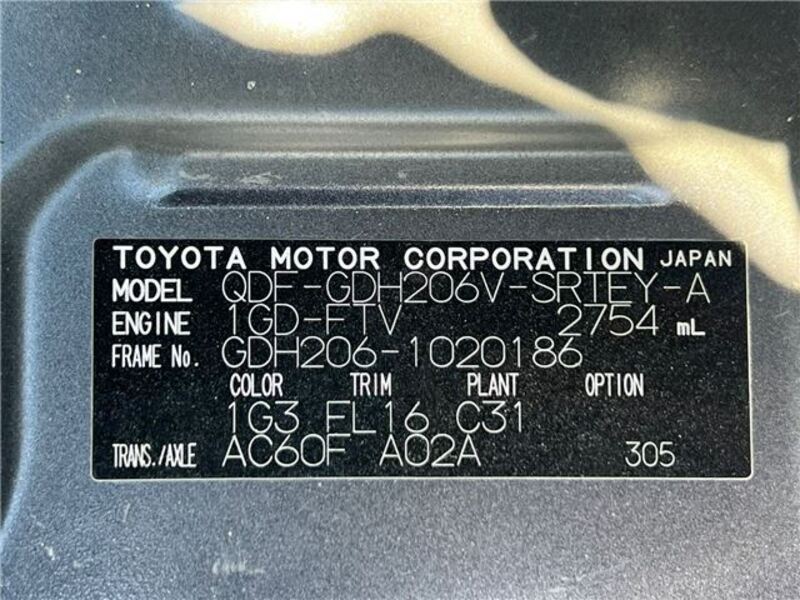 TOYOTA MOTOR CORPORATION JAPAN
MODEL QDF-GDH206V-SRTEY-A
ENGINE 1GD-FTV 2754 mL
FRAME No. GDH206-1020186
COLOR TRIM PLANT OPTION
1G3 FL16 C31
TRANS./AXLE AC60F A02A 305